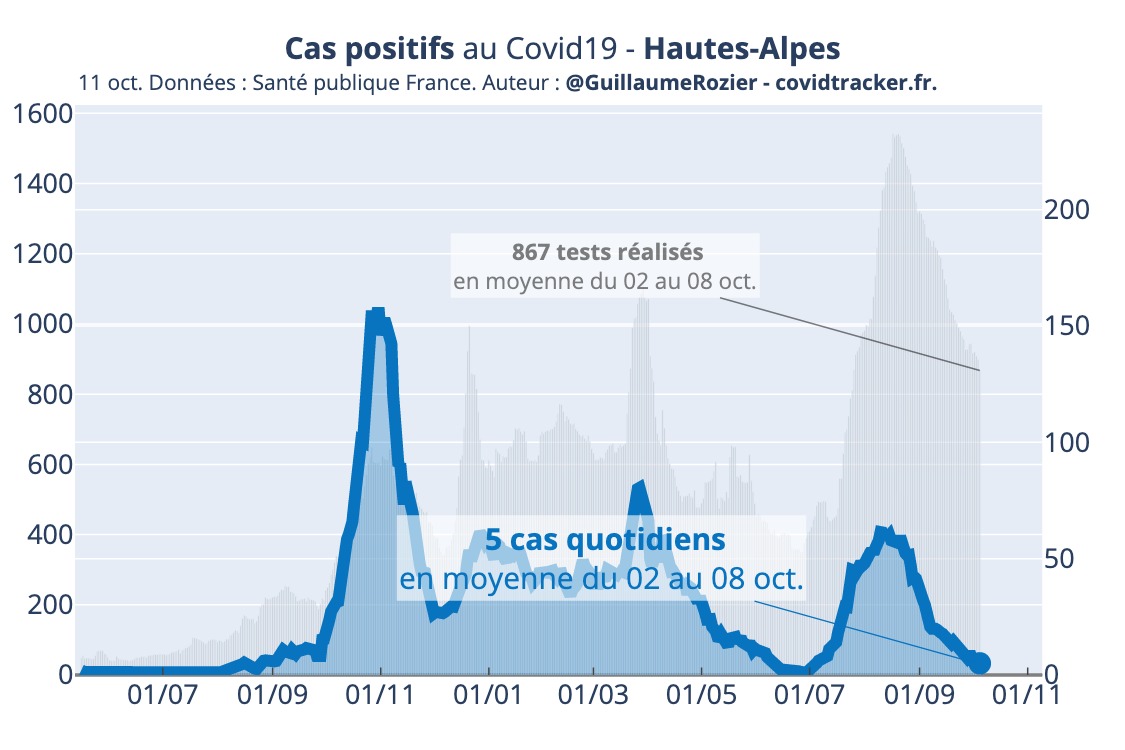 Cas positifs au Covid19 - Hautes-Alpes
11 oct. Données : Santé publique France. Auteur : @GuillaumeRozier - covidtracker.fr.
1600
1400
1200
1000
800
600
400
200
0
200
150
100
50
0
867 tests réalisés
en moyenne du 02 au 08 oct.
5 cas quotidiens
en moyenne du 02 au 08 oct.
01/07 01/09 01/11 01/01 01/03 01/05 01/07 01/09 01/11